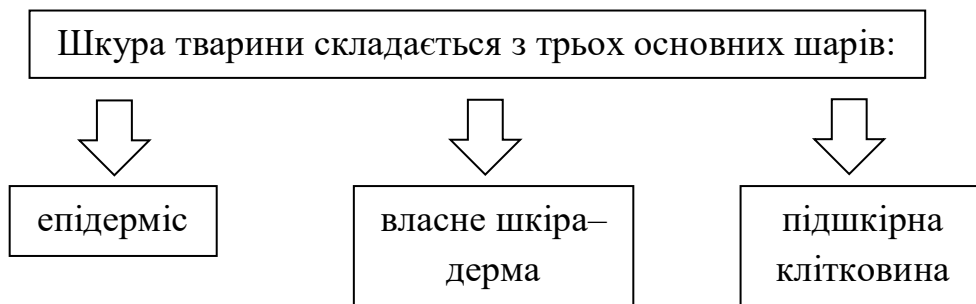 Шкура тварини складається з трьох основних шарів:
епідерміс
власне шкіра–
дерма
підшкірна
клітковина